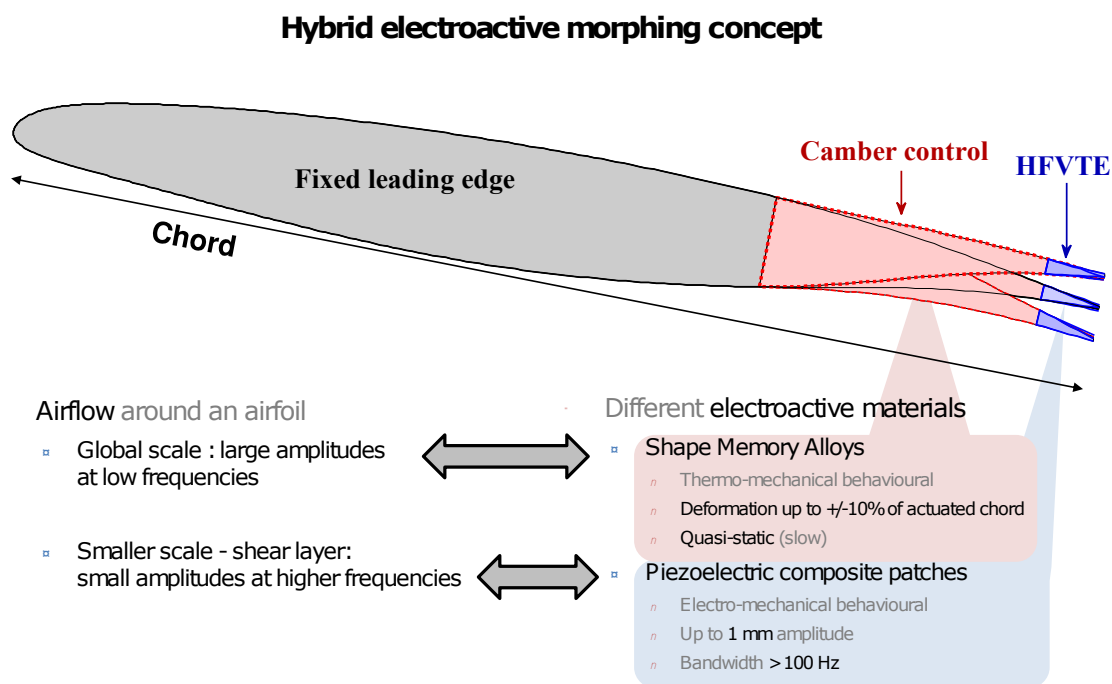 Hybrid electroactive morphing concept
Camber control
HFVTE
Fixed leading edge
Chord
Airflow around an airfoil
Global scale : large amplitudes
at low frequencies
Smaller scale - shear layer:
small amplitudes at higher frequencies
Different electroactive materials
Shape Memory Alloys
n Thermo-mechanical behavioural
n Deformation up to +/-10% of actuated chord
n Quasi-static (slow)
Piezoelectric composite patches
n Electro-mechanical behavioural
n Up to 1 mm amplitude
n Bandwidth > 100 Hz